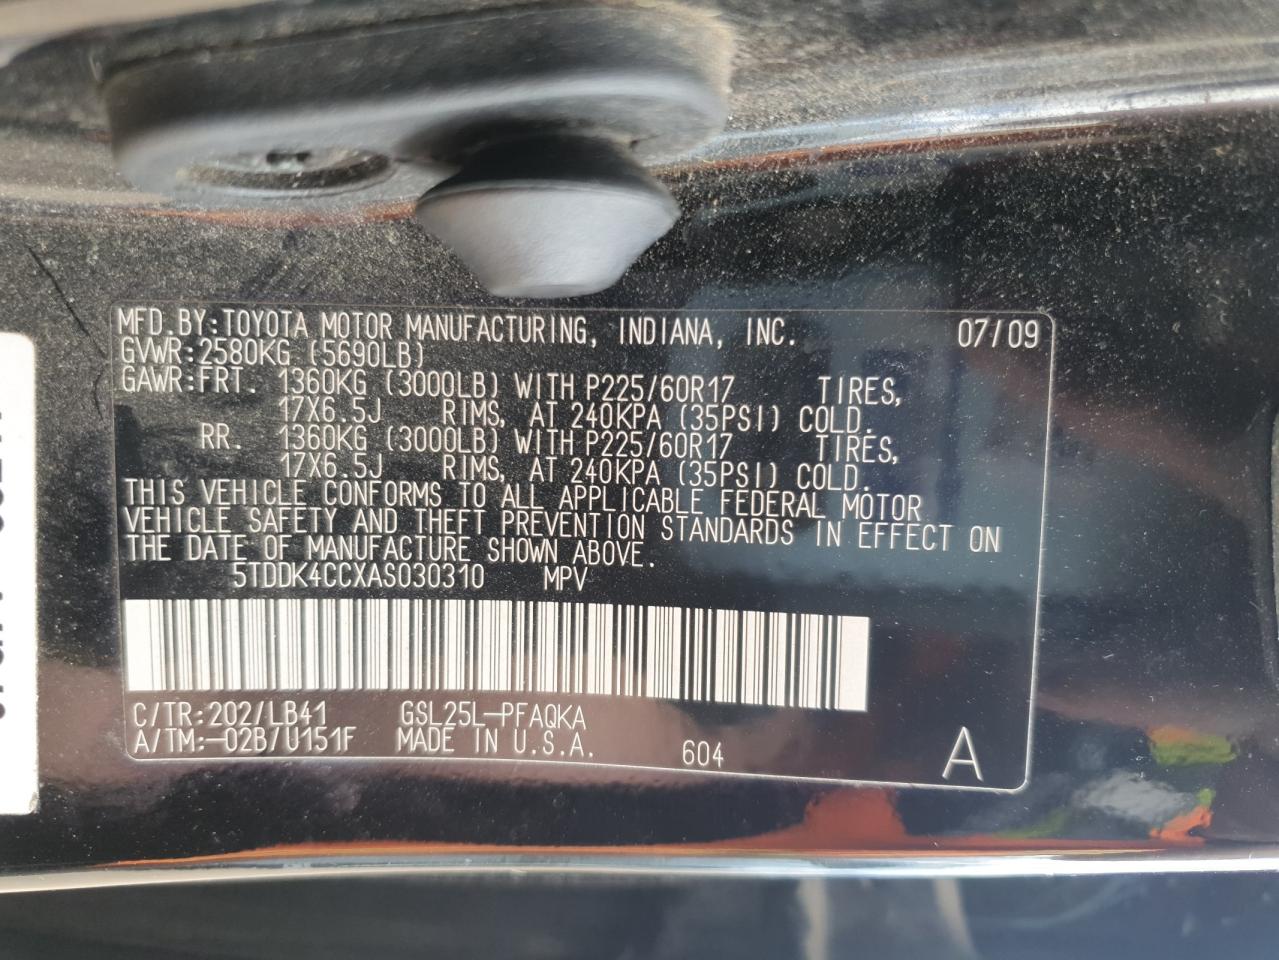 MFD.BY:TOYOTA MOTOR MANUFACTURING, INDIANA, INC. 07/09
GVWR:2580KG (5690LB)
GAWR:FRT. 1360KG (3000LB) WITH P225/60R17 TIRES,
17X6.5J RIMS, AT 240KPA (35PSI) COLD.
RR. 1360KG (3000LB) WITH P225/60R17 TIRES,
17X6.5J RIMS, AT 240KPA (35PSI) COLD.
THIS VEHICLE CONFORMS TO ALL APPLICABLE FEDERAL MOTOR
VEHICLE SAFETY AND THEFT PREVENTION STANDARDS IN EFFECT ON
THE DATE OF MANUFACTURE SHOWN ABOVE.
5TDDK4CCXAS030310 MPV
C/TR:202/LB41 GSL25L-PFAQKA
A/TM:-02B/U151F MADE IN U.S.A. 604 A